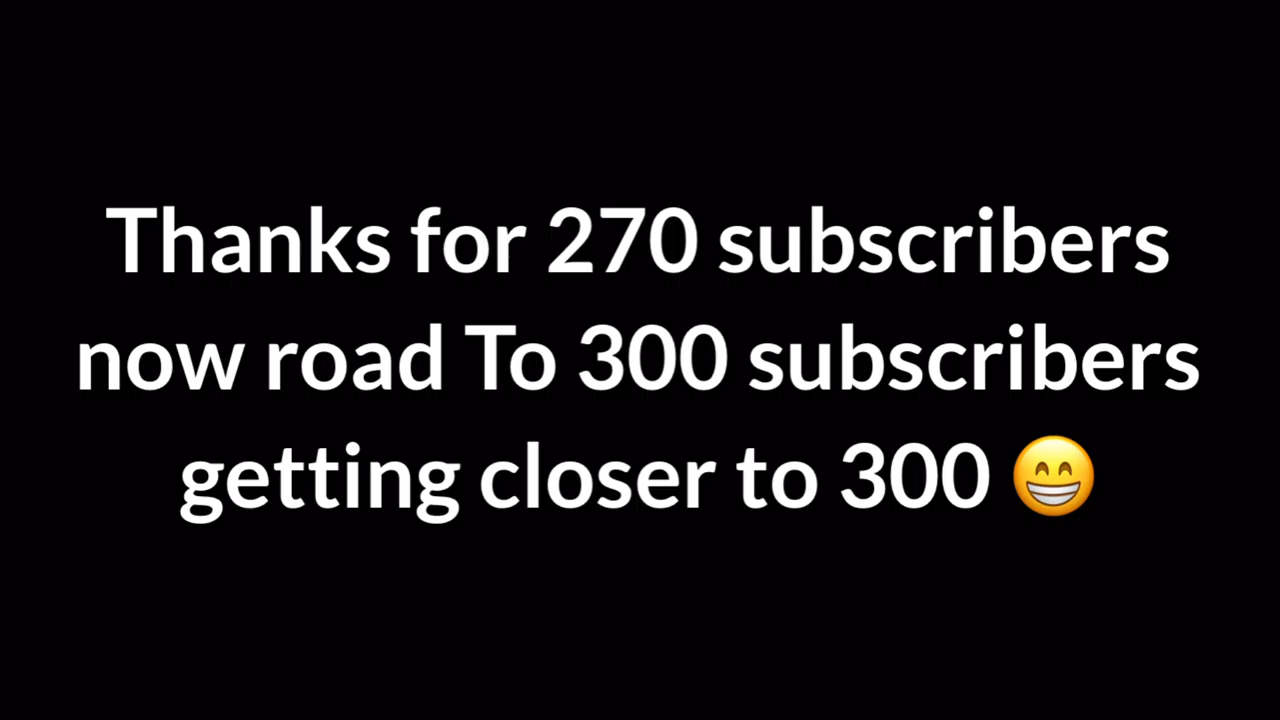 Thanks for 270 subscribers
now road To 300 subscribers
getting closer to 300 😁